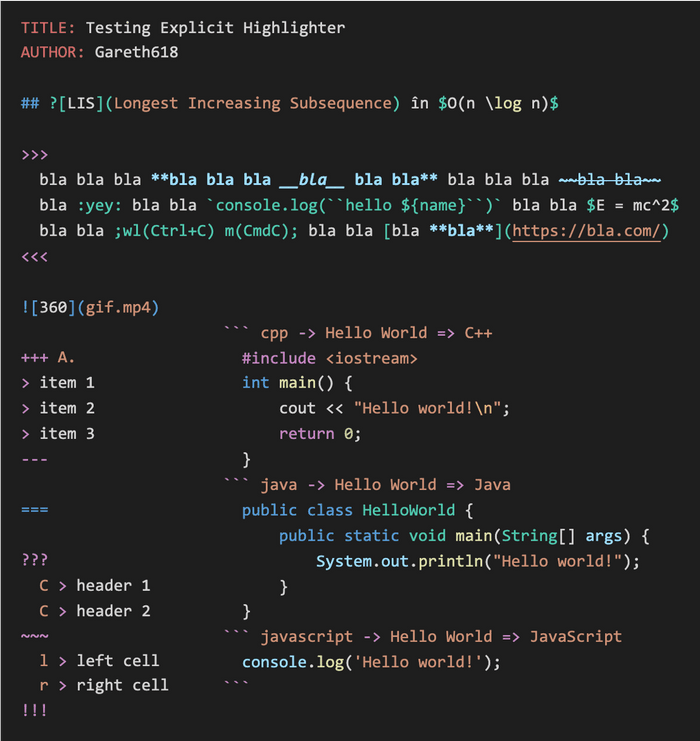 TITLE: Testing Explicit Highlighter
AUTHOR: Gareth618
## ?[LIS](Longest Increasing Subsequence) în $O(n \log n)$
>>>
bla bla bla **bla bla bla __bla__ bla bla** bla bla bla ~~bla bla~~
bla :yey: bla bla `console.log(``hello ${name}``)` bla bla $E = mc^2$
bla bla ;wl(Ctrl+C) m(CmdC); bla bla [bla **bla**](https://bla.com/)
<<<
![360](gif.mp4)
+++ A.
> item 1
> item 2
> item 3
---
===
???
C > header 1
C > header 2
~~~
l > left cell
r > right cell
!!!
``` cpp -> Hello World => C++
#include <iostream>
int main() {
    cout << "Hello world!\n";
    return 0;
}
``` java -> Hello World => Java
public class HelloWorld {
    public static void main(String[] args) {
        System.out.println("Hello world!");
    }
}
``` javascript -> Hello World => JavaScript
console.log('Hello world!');
```